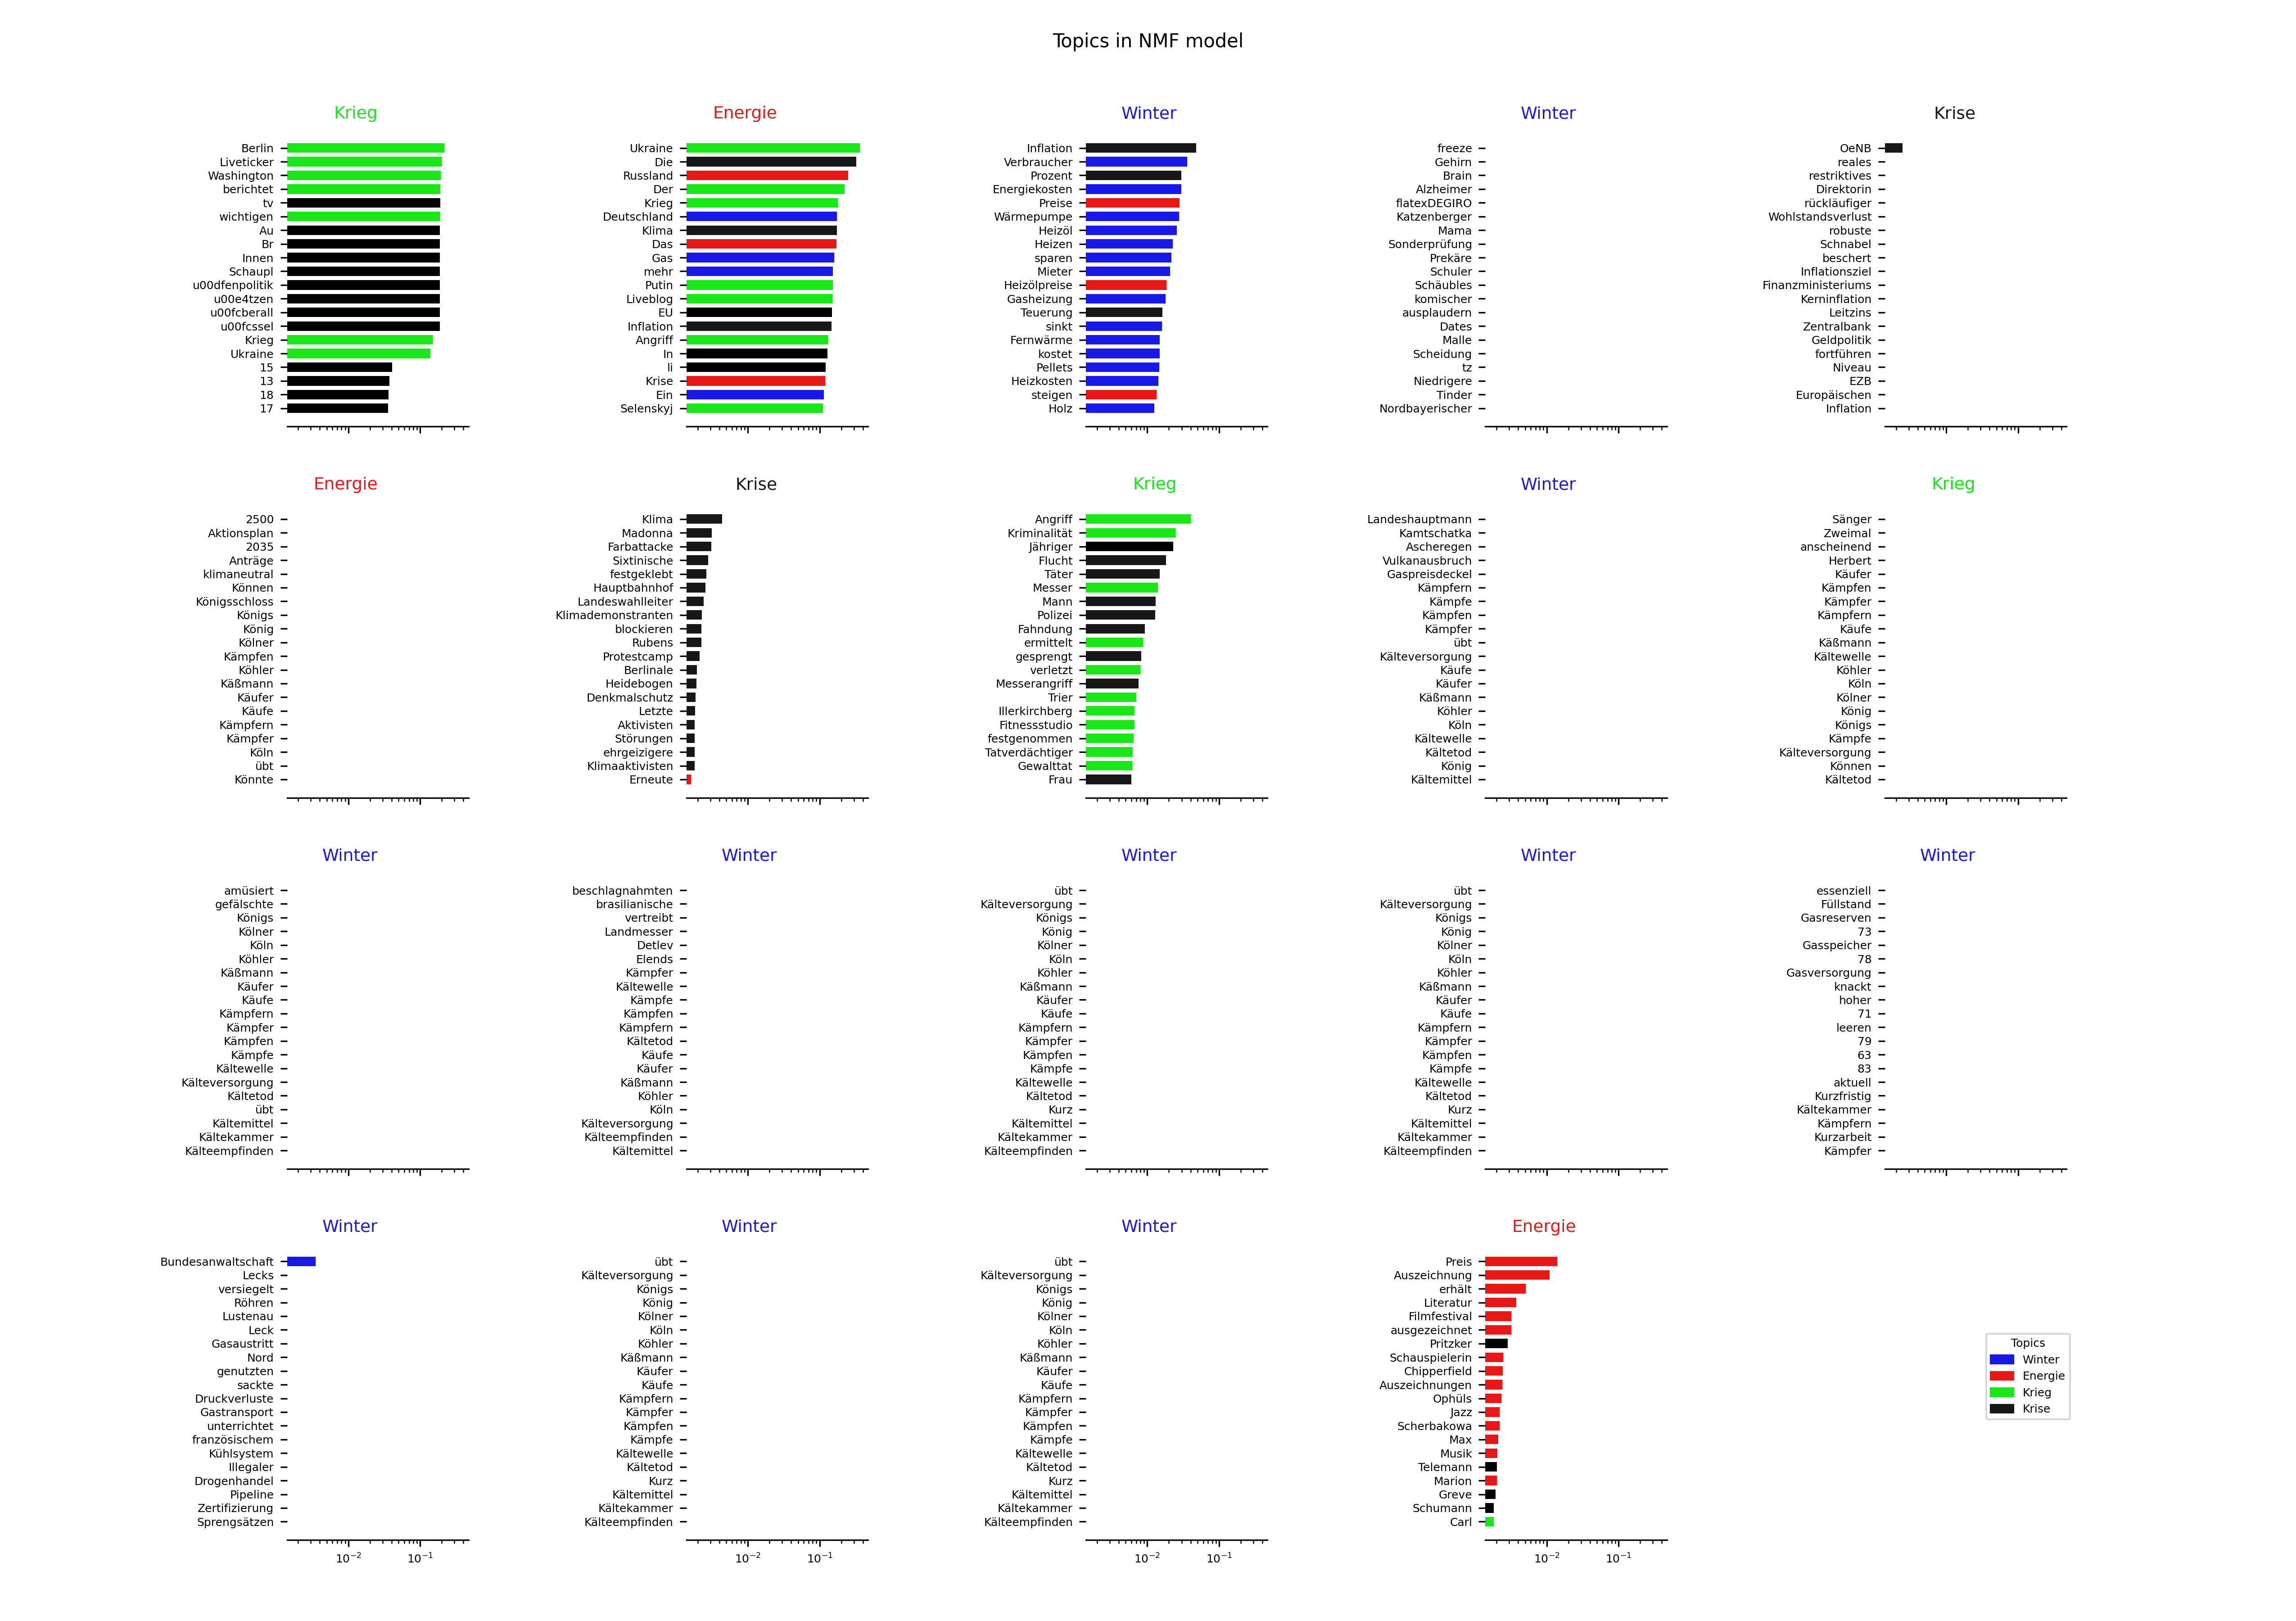 Topics in NMF model
Krieg
Berlin
Liveticker
Washington
berichtet
tv
wichtigen
Au
Br
Innen
Schaupl
u00dfenpolitik
u00e4tzen
u00fcberall
u00fcssel
Krieg
Ukraine
15
13
18
17
Energie
Ukraine
Die
Russland
Der
Krieg
Deutschland
Klima
Das
Gas
mehr
Putin
Liveblog
EU
Inflation
Angriff
In
li
Krise
Ein
Selenskyj
Winter
Inflation
Verbraucher
Prozent
Energiekosten
Preise
Wärmepumpe
Heizöl
Heizen
sparen
Mieter
Heizölpreise
Gasheizung
Teuerung
sinkt
Fernwärme
kostet
Pellets
Heizkosten
steigen
Holz
Winter
freeze
Gehirn
Brain
Alzheimer
flatexDEGIRO
Katzenberger
Mama
Sonderprüfung
Prekäre
Schuler
Schäubles
komischer
ausplaudern
Dates
Malle
Scheidung
tz
Niedrigere
Tinder
Nordbayerischer
Krise
OeNB
reales
restriktives
Direktorin
rückläufiger
Wohlstandsverlust
robuste
Schnabel
beschert
Inflationsziel
Finanzministeriums
Kerninflation
Leitzins
Zentralbank
Geldpolitik
fortführen
Niveau
EZB
Europäischen
Inflation
Energie
2500
Aktionsplan
2035
Anträge
klimaneutral
Können
Königsschloss
Königs
König
Kölner
Kämpfen
Köhler
Käßmann
Käufer
Käufe
Kämpfern
Kämpfer
Köln
übt
Könnte
Krise
Klima
Madonna
Farbattacke
Sixtinische
festgeklebt
Hauptbahnhof
Landeswahlleiter
Klimademonstranten
blockieren
Rubens
Protestcamp
Berlinale
Heidebogen
Denkmalschutz
Letzte
Aktivisten
Störungen
ehrgeizigere
Klimaaktivisten
Erneute
Krieg
Angriff
Kriminalität
Jähriger
Flucht
Täter
Messer
Mann
Polizei
Fahndung
ermittelt
gesprengt
verletzt
Messerangriff
Trier
Illerkirchberg
Fitnessstudio
festgenommen
Tatverdächtiger
Gewalttat
Frau
Winter
Landeshauptmann
Kamtschatka
Ascheregen
Vulkanausbruch
Gaspreisdeckel
Kämpfern
Kämpfe
Kämpfen
Kämpfer
übt
Kälteversorgung
Käufe
Käufer
Käßmann
Köhler
Köln
Kältewelle
Kältetod
König
Kältemittel
Krieg
Sänger
Zweimal
anscheinend
Herbert
Käufer
Kämpfen
Kämpfer
Kämpfern
Käufe
Käßmann
Kältewelle
Köhler
Köln
Kölner
König
Königs
Kämpfe
Kälteversorgung
Können
Kältetod
Winter
amüsiert
gefälschte
Königs
Kölner
Köln
Köhler
Käßmann
Käufer
Käufe
Kämpfern
Kämpfer
Kämpfen
Kämpfe
Kältewelle
Kälteversorgung
Kältetod
übt
Kältemittel
Kältekammer
Kälteempfinden
Winter
beschlagnahmten
brasilianische
vertreibt
Landmesser
Detlev
Elends
Kämpfer
Kältewelle
Kämpfe
Kämpfen
Kämpfern
Kältetod
Käufe
Käufer
Käßmann
Köhler
Köln
Kälteversorgung
Kälteempfinden
Kältemittel
Winter
übt
Kälteversorgung
Königs
König
Kölner
Köln
Köhler
Käßmann
Käufer
Käufe
Kämpfern
Kämpfer
Kämpfen
Kämpfe
Kältewelle
Kältetod
Kurz
Kältemittel
Kältekammer
Kälteempfinden
Winter
übt
Kälteversorgung
Königs
König
Kölner
Köln
Köhler
Käßmann
Käufer
Käufe
Kämpfern
Kämpfer
Kämpfen
Kämpfe
Kältewelle
Kältetod
Kurz
Kältemittel
Kältekammer
Kälteempfinden
Winter
essenziell
Füllstand
Gasreserven
73
Gasspeicher
78
Gasversorgung
knackt
hoher
71
leeren
79
63
83
aktuell
Kurzfristig
Kältekammer
Kämpfern
Kurzarbeit
Kämpfer
Winter
Bundesanwaltschaft
Lecks
versiegelt
Röhren
Lustenau
Leck
Gasaustritt
Nord
genutzten
sackte
Druckverluste
Gastransport
unterrichtet
französischem
Kühlsystem
Illegaler
Drogenhandel
Pipeline
Zertifizierung
Sprengsätzen
10⁻² 10⁻¹
Winter
übt
Kälteversorgung
Königs
König
Kölner
Köln
Köhler
Käßmann
Käufer
Käufe
Kämpfern
Kämpfer
Kämpfen
Kämpfe
Kältewelle
Kältetod
Kurz
Kältemittel
Kältekammer
Kälteempfinden
10⁻² 10⁻¹
Winter
übt
Kälteversorgung
Königs
König
Kölner
Köln
Köhler
Käßmann
Käufer
Käufe
Kämpfern
Kämpfer
Kämpfen
Kämpfe
Kältewelle
Kältetod
Kurz
Kältemittel
Kältekammer
Kälteempfinden
10⁻² 10⁻¹
Energie
Preis
Auszeichnung
erhält
Literatur
Filmfestival
ausgezeichnet
Pritzker
Schauspielerin
Chipperfield
Auszeichnungen
Ophüls
Jazz
Scherbakowa
Max
Musik
Telemann
Marion
Greve
Schumann
Carl
10⁻² 10⁻¹
Topics
Winter
Energie
Krieg
Krise